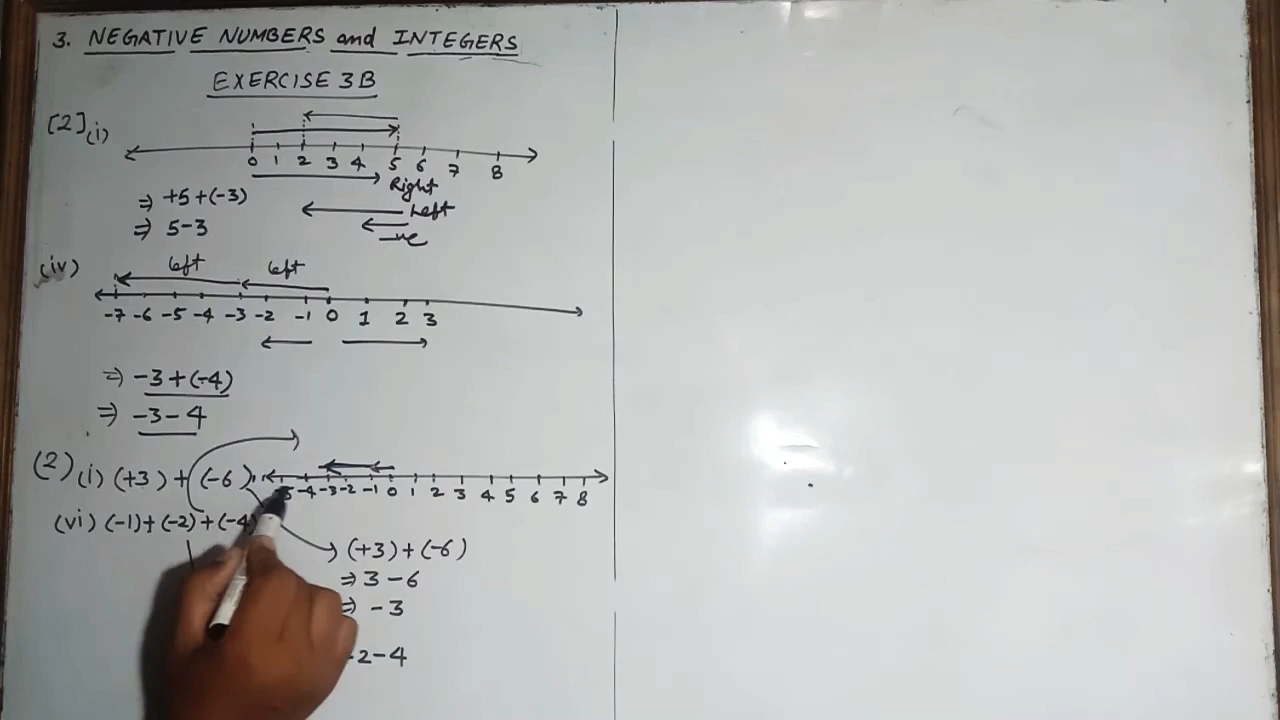 3. NEGATIVE NUMBERS and INTEGERS
EXERCISE 3B
[2](i)
0 1 2 3 4 5 6 7 8
Right
⇒ +5+(-3)
Left
⇒ 5-3
-ve
(iv)
left left
-7 -6 -5 -4 -3 -2 -1 0 1 2 3
⇒ -3+(-4)
⇒ -3-4
(2) (i) (+3) + (-6)
-5 -4 -3 -2 -1 0 1 2 3 4 5 6 7 8
(vi) (-1)+(-2)+(-4)
(+3)+(-6)
⇒ 3-6
⇒ -3
-2-4